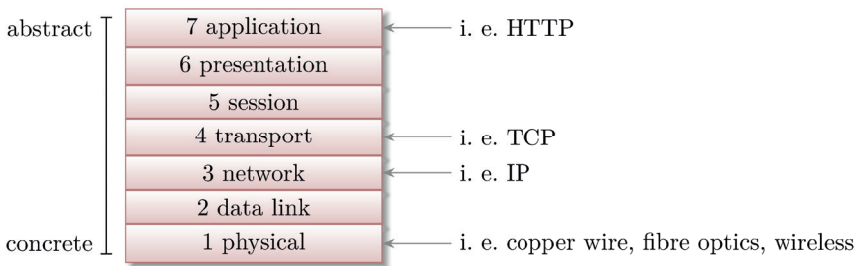 abstract 7 application i. e. HTTP
6 presentation
5 session
4 transport i. e. TCP
3 network i. e. IP
2 data link
concrete 1 physical i. e. copper wire, fibre optics, wireless